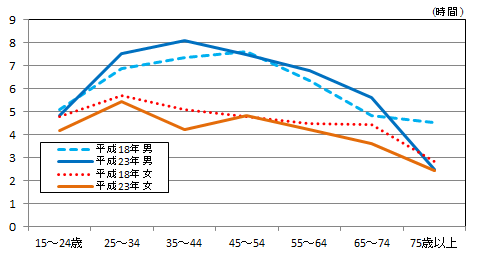 (時間)
9
8
7
6
5
4
3
2
1
0
平成18年 男
平成23年 男
平成18年 女
平成23年 女
15～24歳 25～34 35～44 45～54 55～64 65～74 75歳以上